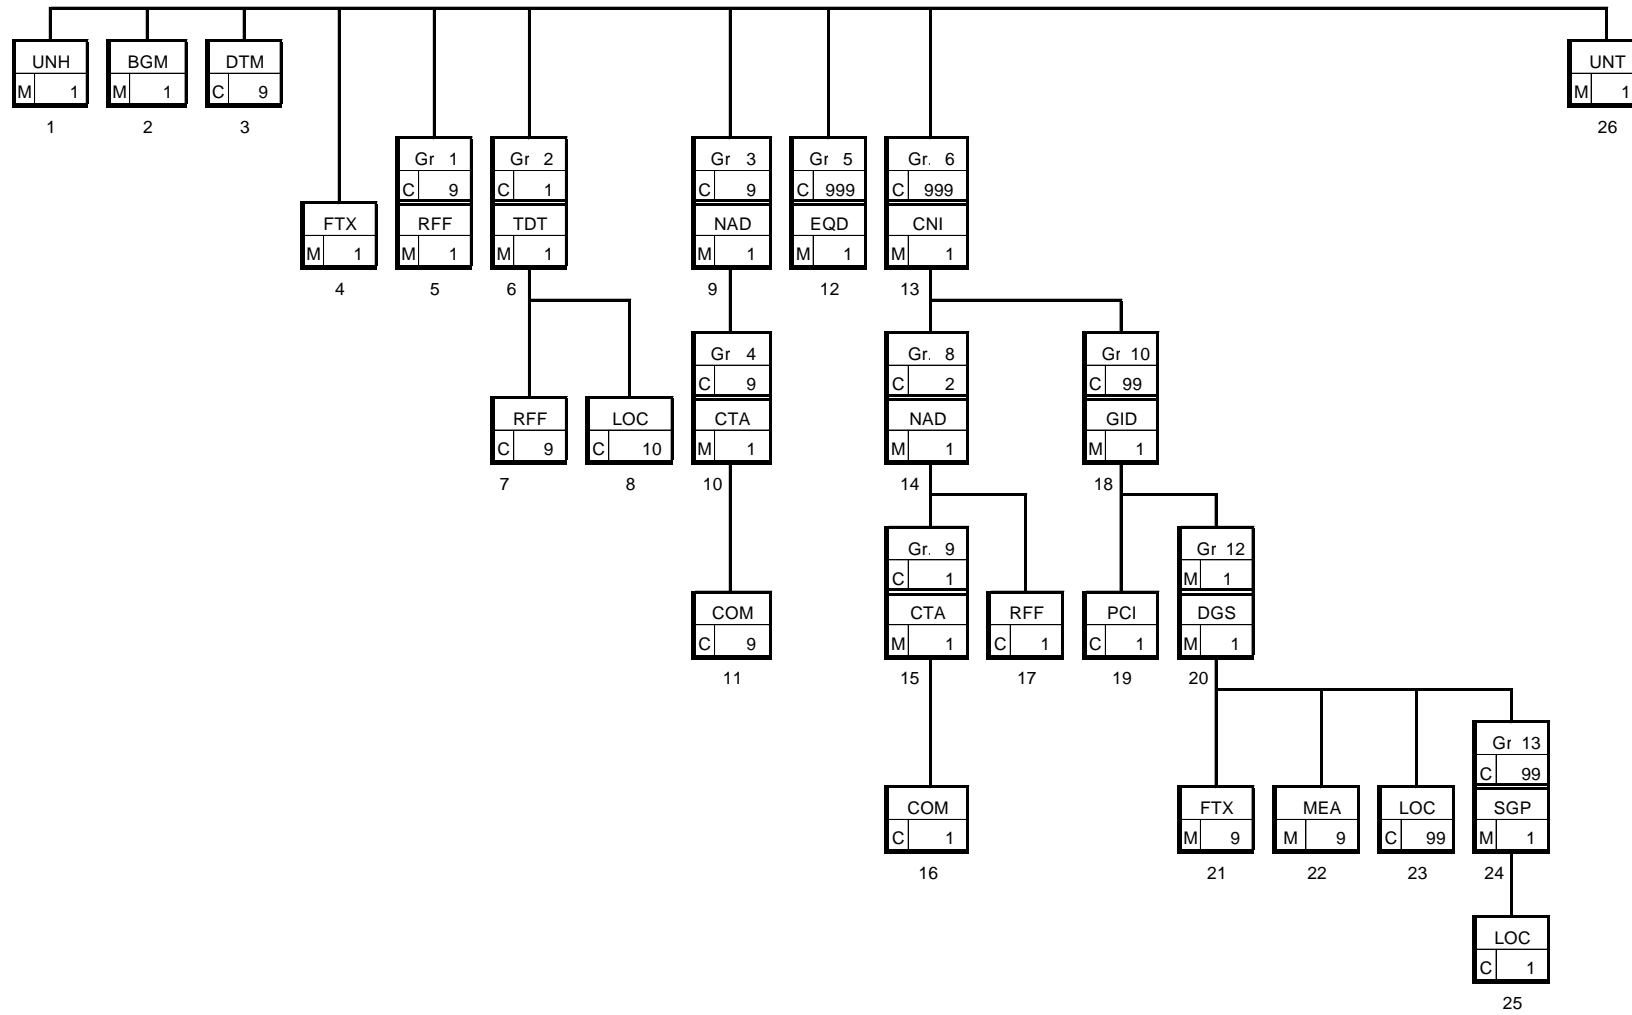 UNH
M 1
1
BGM
M 1
2
DTM
C 9
3
FTX
M 1
4
Gr 1
C 9
RFF
M 1
5
Gr 2
C 1
TDT
M 1
6
RFF
C 9
7
LOC
C 10
8
Gr 3
C 9
NAD
M 1
9
Gr 4
C 9
CTA
M 1
10
COM
C 9
11
Gr 5
C 999
EQD
M 1
12
Gr. 6
C 999
CNI
M 1
13
Gr. 8
C 2
NAD
M 1
14
Gr. 9
C 1
CTA
M 1
15
COM
C 1
16
RFF
C 1
17
Gr 10
C 99
GID
M 1
18
PCI
C 1
19
Gr 12
M 1
DGS
M 1
20
FTX
M 9
21
MEA
M 9
22
LOC
C 99
23
Gr 13
C 99
SGP
M 1
24
LOC
C 1
25
UNT
M 1
26